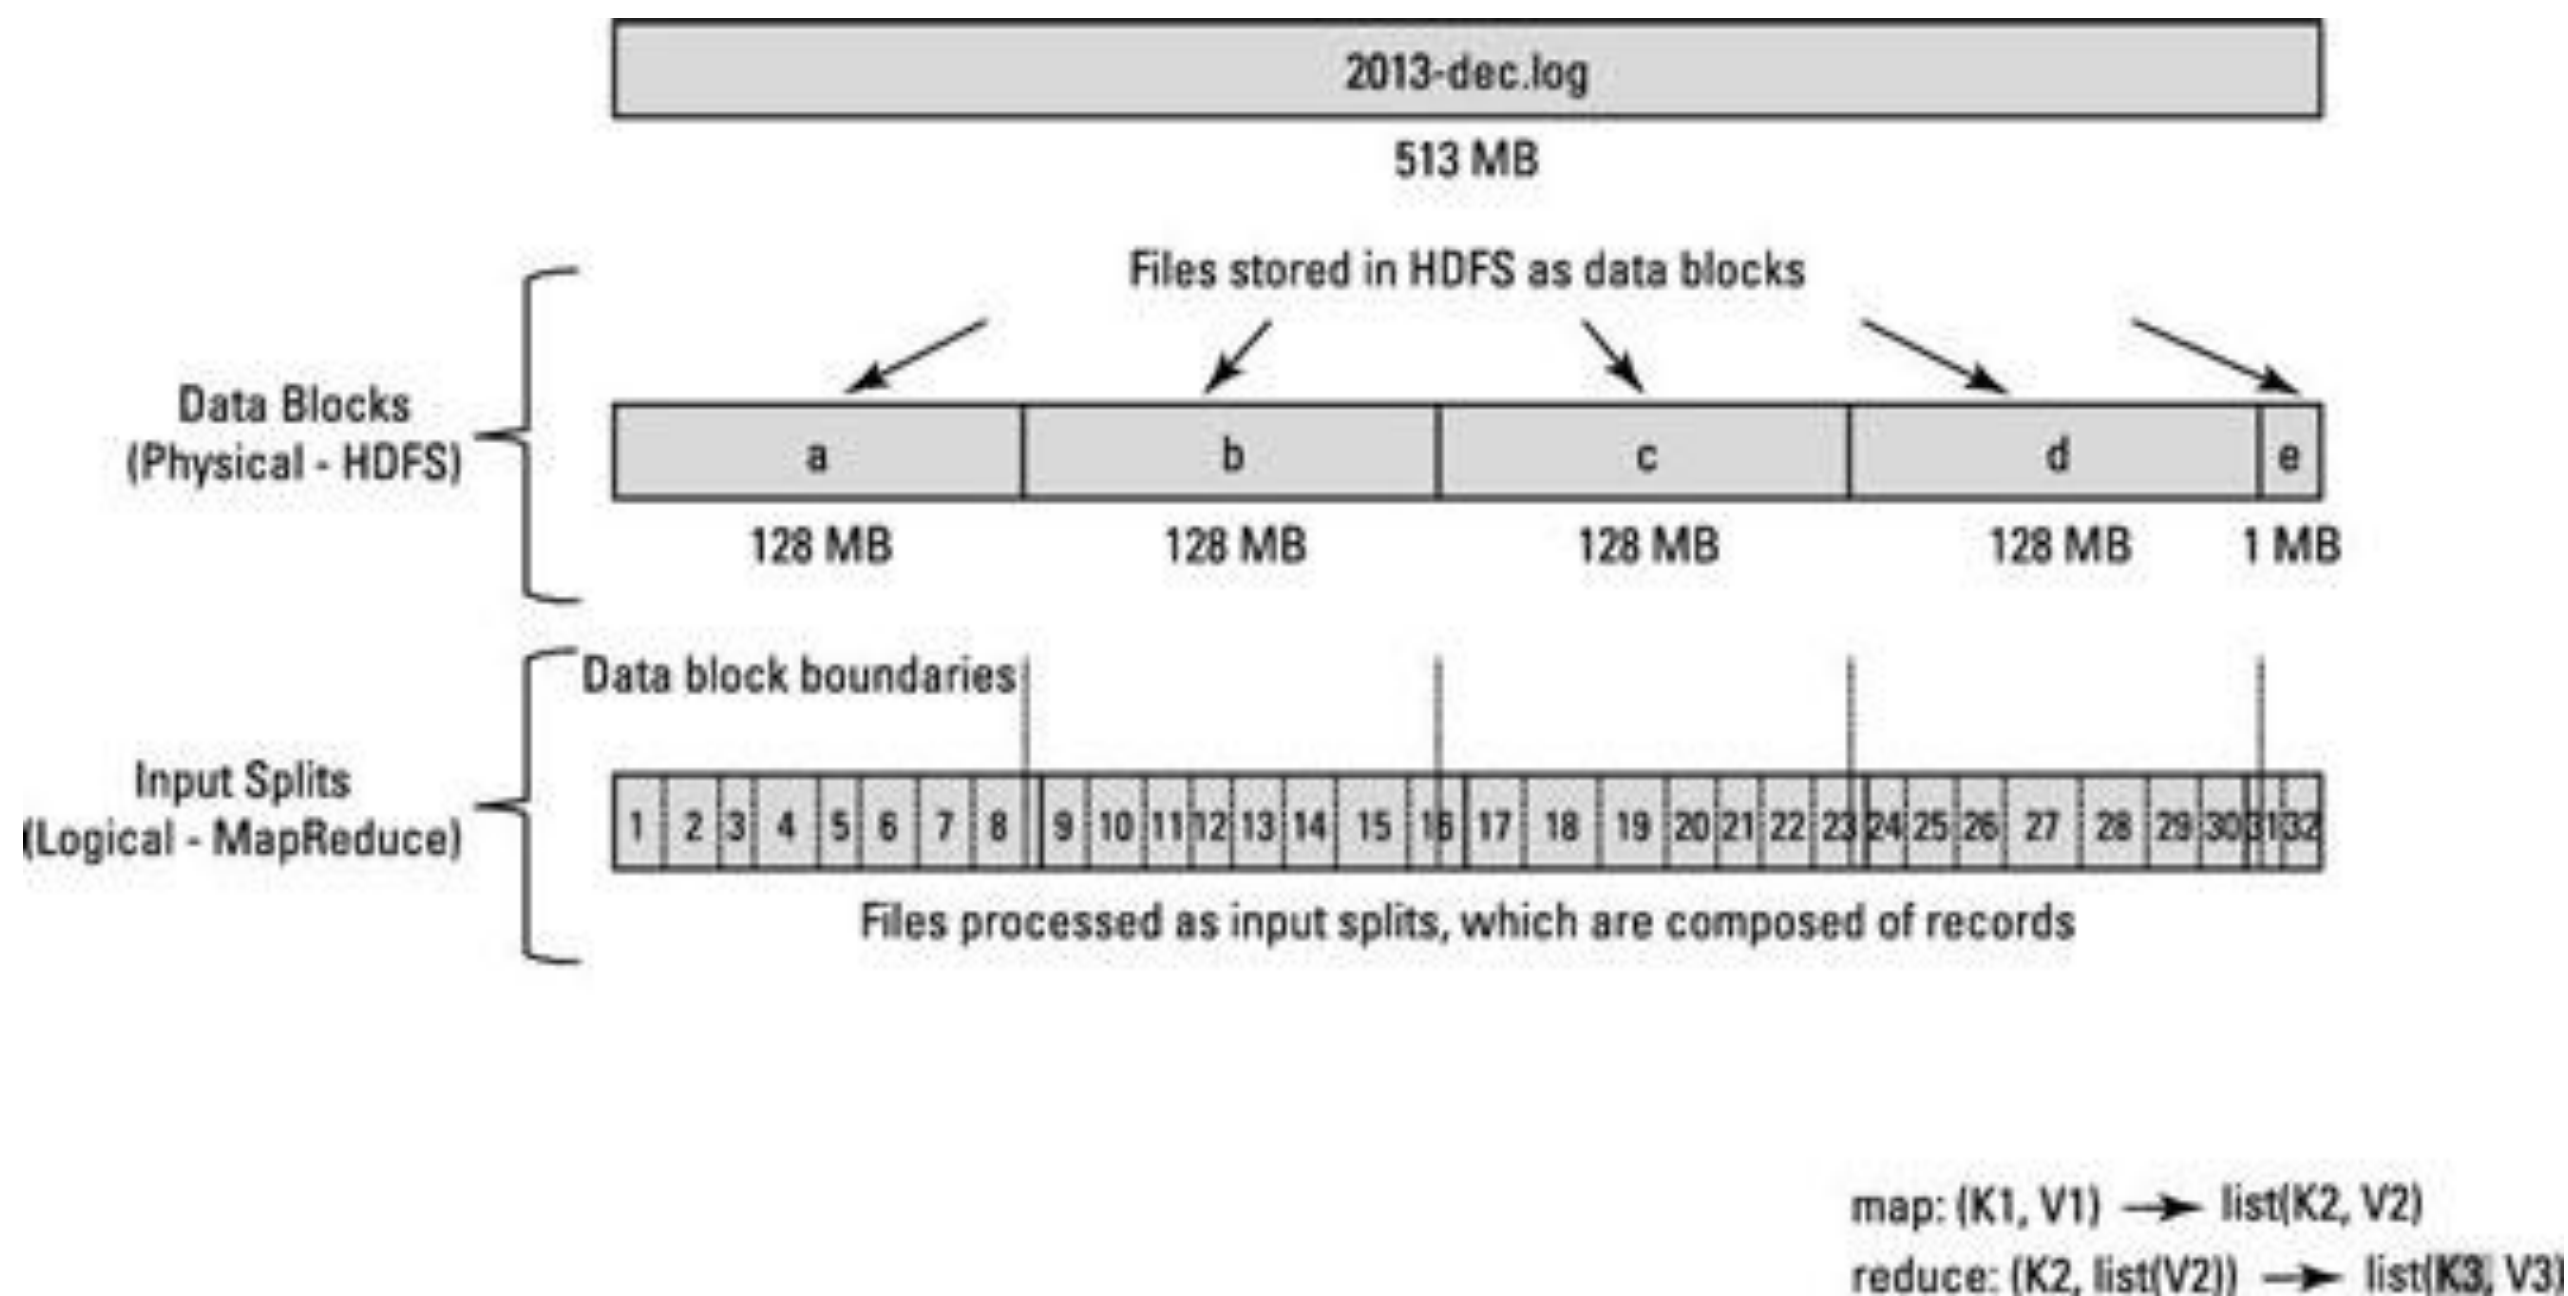 2013-dec.log
513 MB
Files stored in HDFS as data blocks
Data Blocks
(Physical - HDFS)
a b c d e
128 MB 128 MB 128 MB 128 MB 1 MB
Data block boundaries
Input Splits
(Logical - MapReduce)
1 2 3 4 5 6 7 8 9 10 11 12 13 14 15 16 17 18 19 20 21 22 23 24 25 26 27 28 29 30 31 32
Files processed as input splits, which are composed of records
map: (K1, V1) → list(K2, V2)
reduce: (K2, list(V2)) → list(K3, V3)